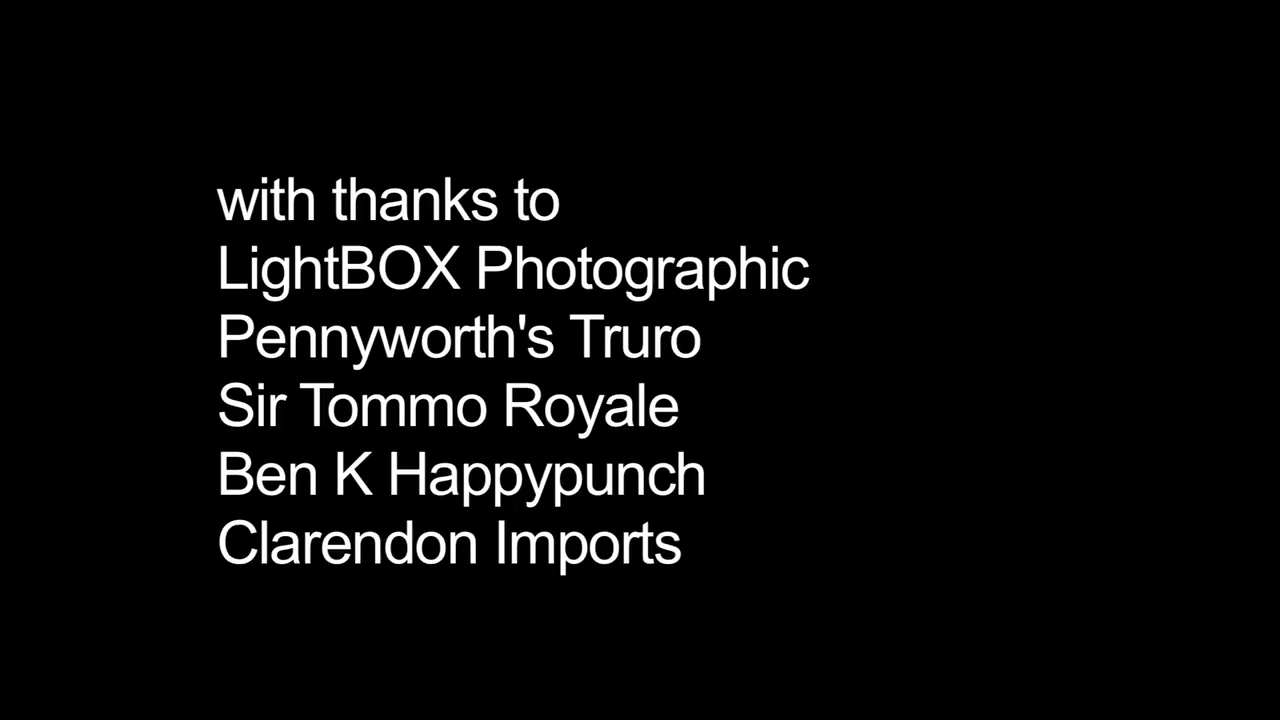 with thanks to
LightBOX Photographic
Pennyworth's Truro
Sir Tommo Royale
Ben K Happypunch
Clarendon Imports